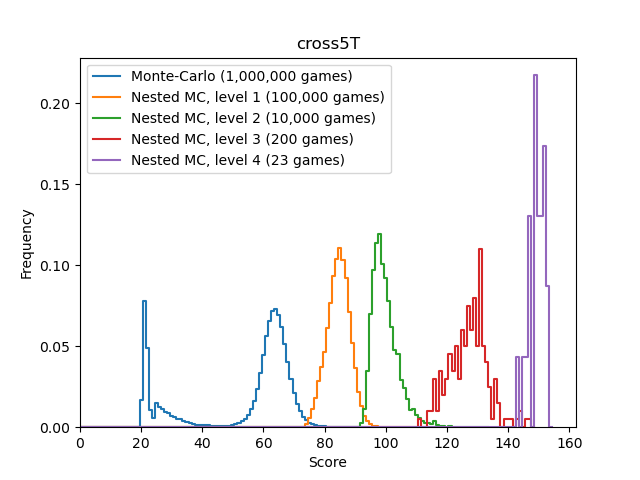 cross5T
Monte-Carlo (1,000,000 games)
Nested MC, level 1 (100,000 games)
Nested MC, level 2 (10,000 games)
Nested MC, level 3 (200 games)
Nested MC, level 4 (23 games)
Frequency
0.20
0.15
0.10
0.05
0.00
0 20 40 60 80 100 120 140 160
Score